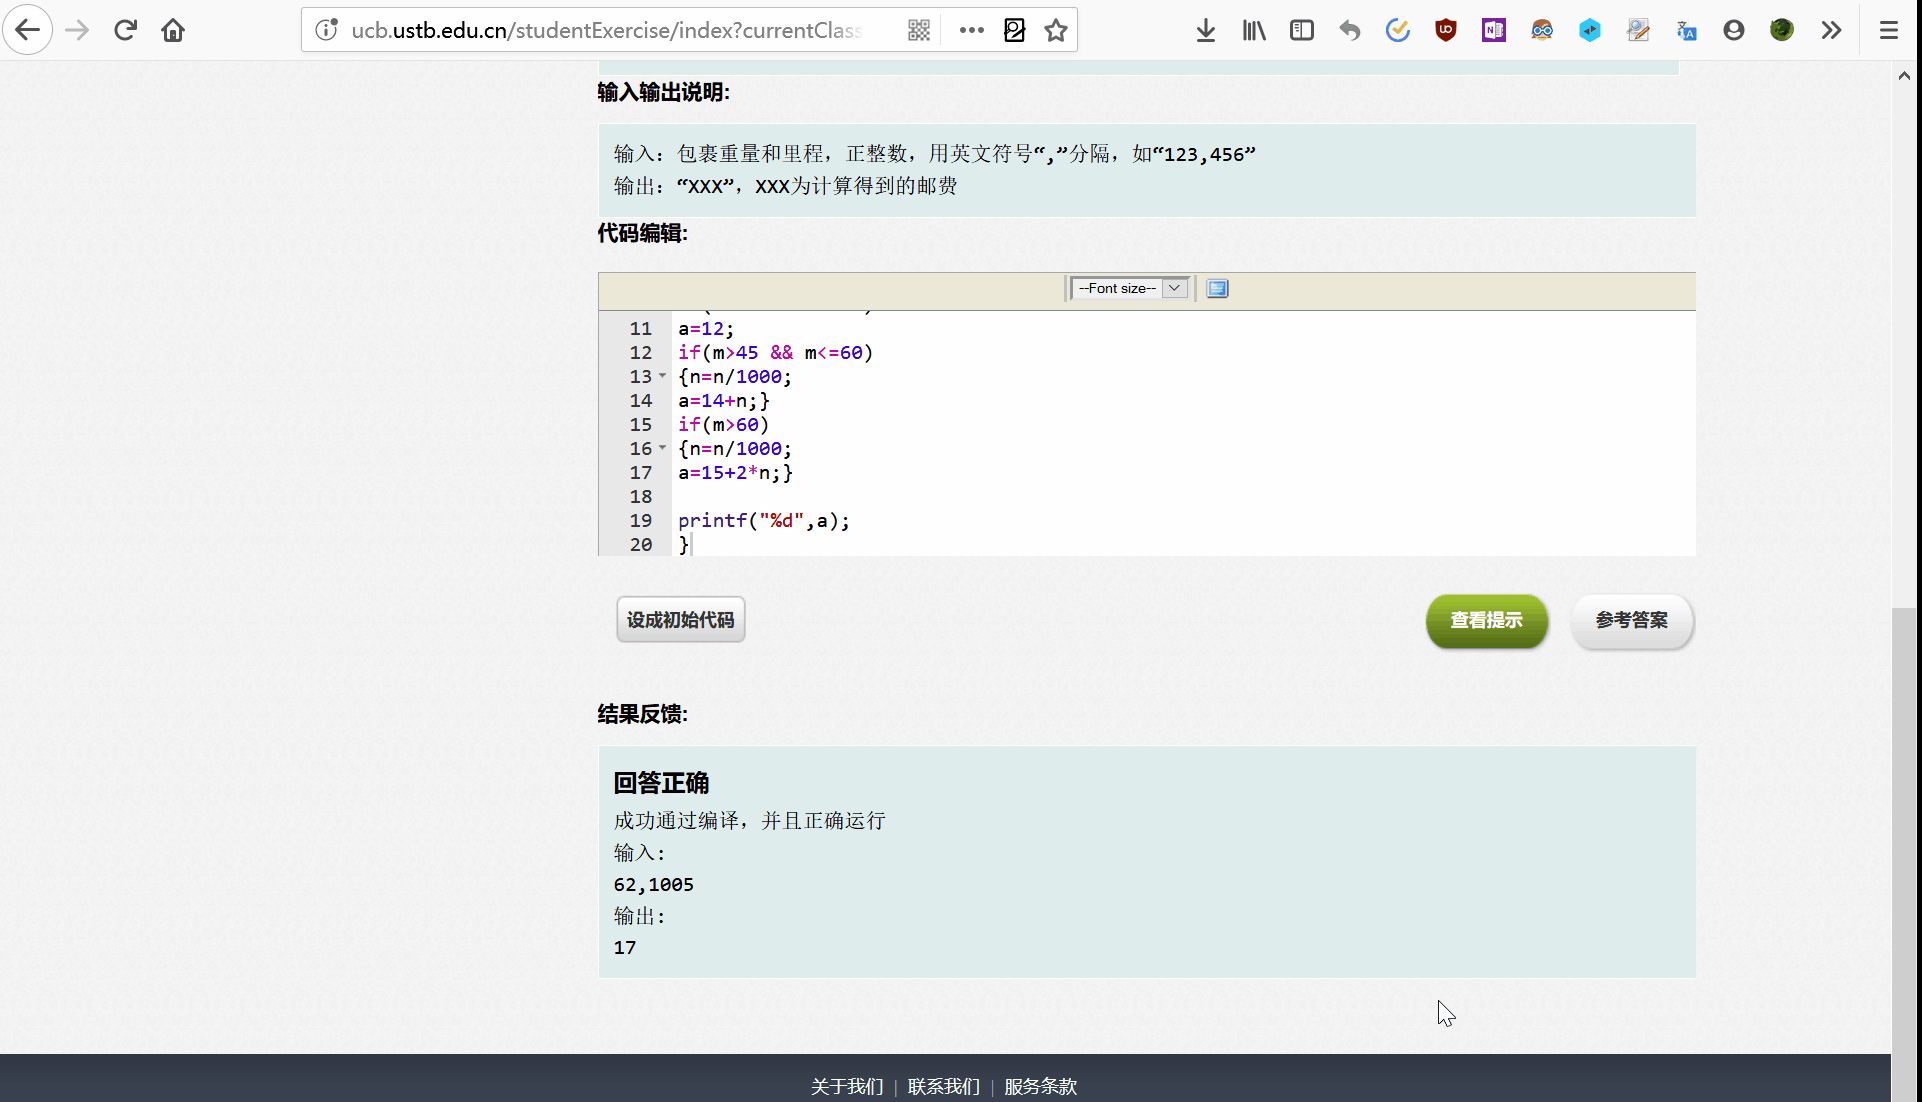 ucb.ustb.edu.cn/studentExercise/index?currentClass
输入输出说明:
输入：包裹重量和里程，正整数，用英文符号“,”分隔，如“123,456”
输出：“XXX”，XXX为计算得到的邮费
代码编辑:
--Font size--
11 a=12;
12 if(m>45 && m<=60)
13 {n=n/1000;
14 a=14+n;}
15 if(m>60)
16 {n=n/1000;
17 a=15+2*n;}
18
19 printf("%d",a);
20 }
设成初始代码
查看提示
参考答案
结果反馈:
回答正确
成功通过编译，并且正确运行
输入:
62,1005
输出:
17
关于我们 | 联系我们 | 服务条款